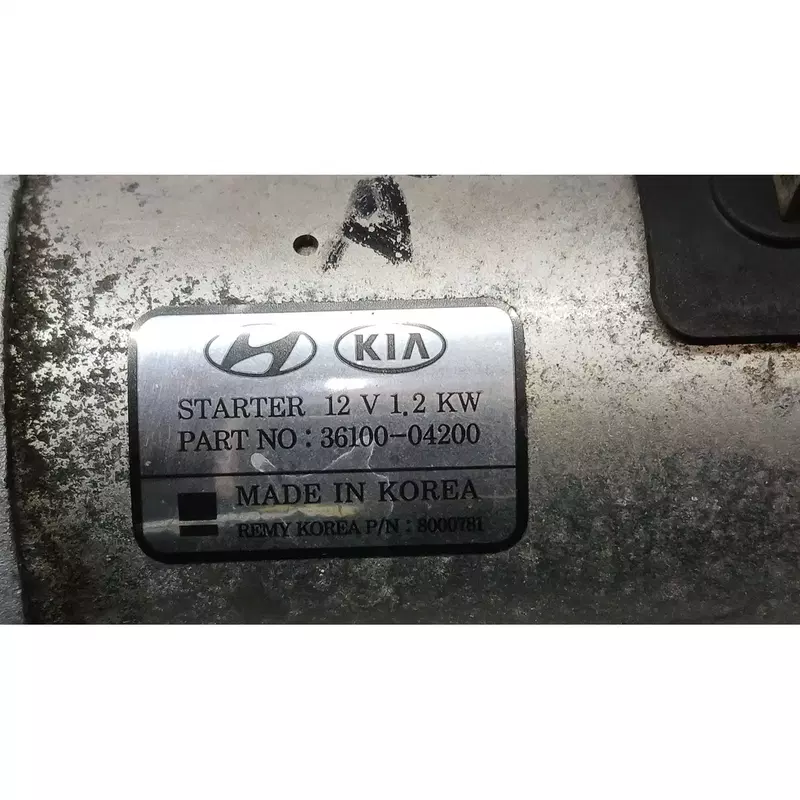 A
KIA
STARTER 12 V 1.2 KW
PART NO : 36100-04200
MADE IN KOREA
REMY KOREA P/N : 8000781